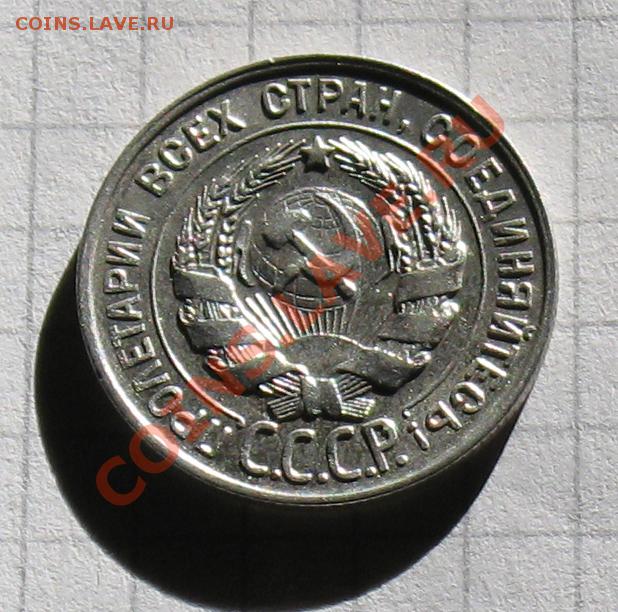 COINS.LAVE.RU
ПРОЛЕТАРИИ ВСЕХ СТРАН, СОЕДИНЯЙТЕСЬ!
С.С.С.Р.
COINS.LAVE.RU